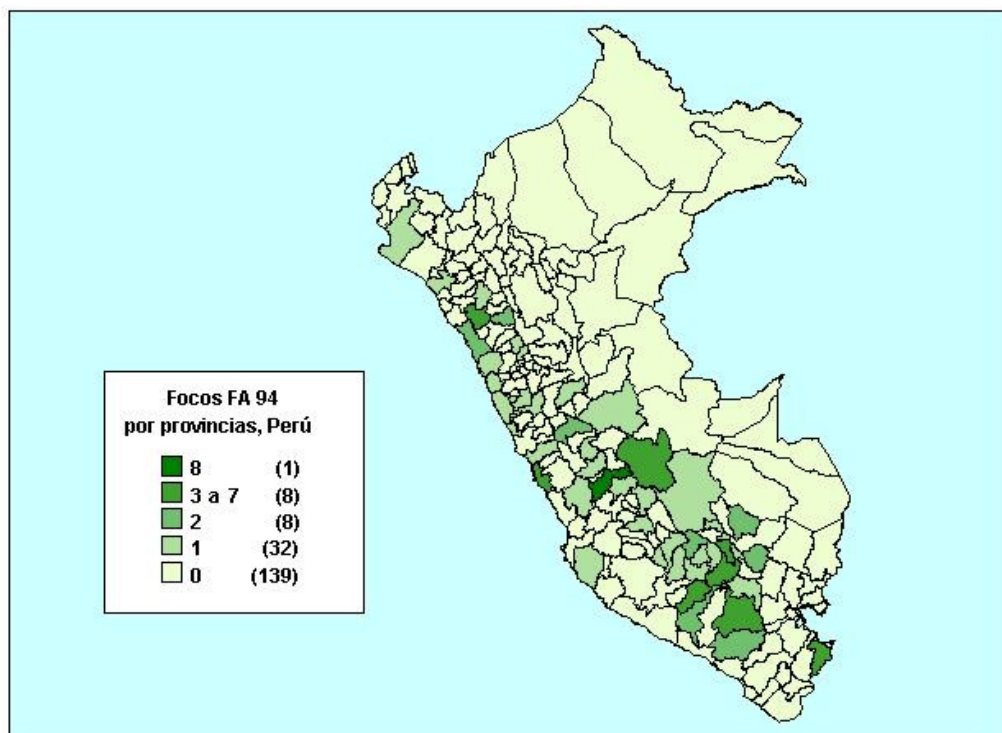 Focos FA 94
por provincias, Perú
8 (1)
3 a 7 (8)
2 (8)
1 (32)
0 (139)